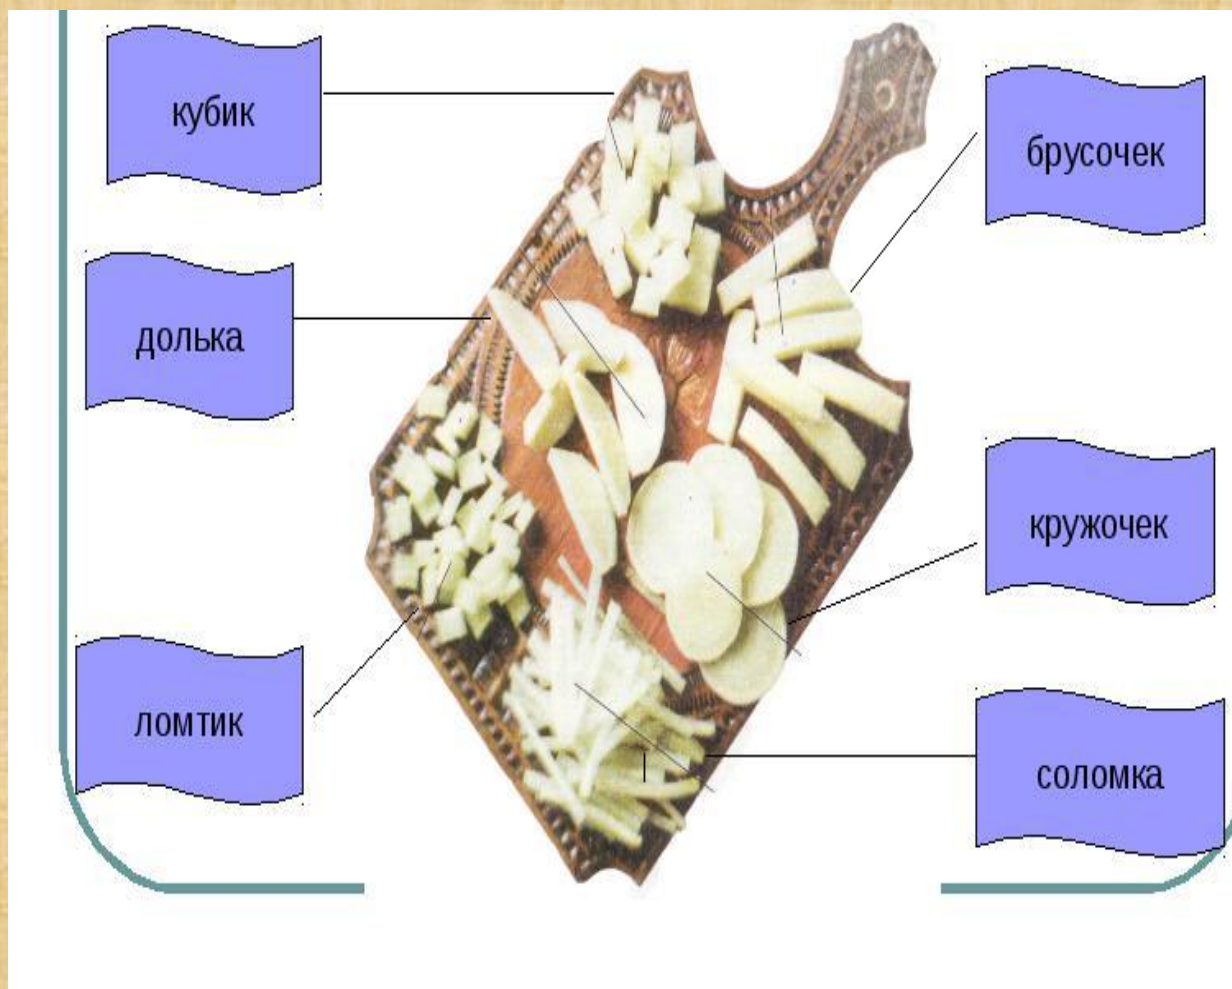 кубик
брусочек
долька
кружочек
ломтик
соломка